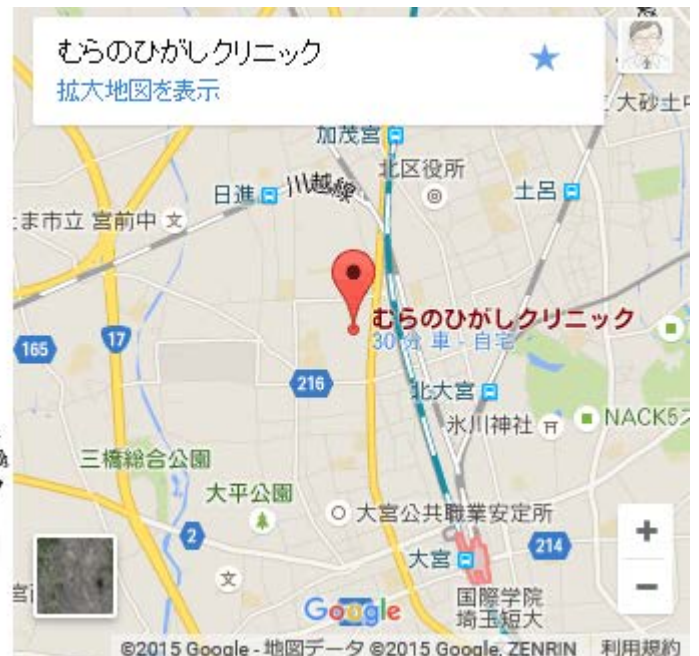 むらのひがしクリニック
拡大地図を表示
大砂土中
加茂宮
北区役所
日進
川越線
土呂
ま市立 宮前中
むらのひがしクリニック
30 分 車 - 自宅
17
165
216
北大宮
氷川神社
NACK5
三橋総合公園
大平公園
大宮公共職業安定所
2
大宮
214
+
−
国際学院
埼玉短大
Google
©2015 Google - 地図データ ©2015 Google, ZENRIN
利用規約